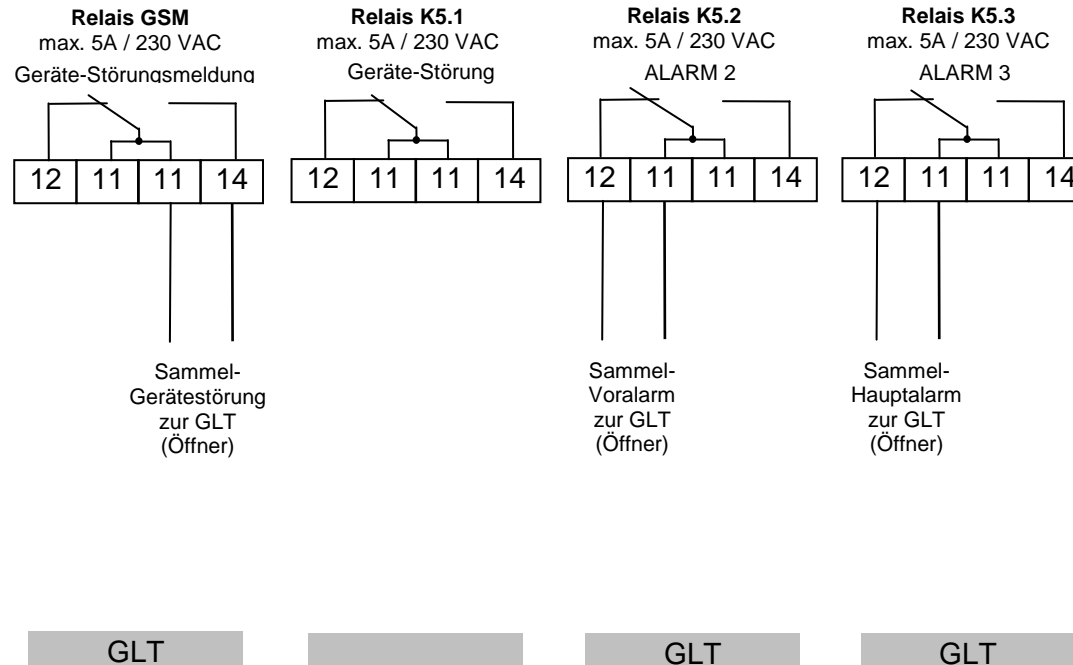 Relais GSM
max. 5A / 230 VAC
Geräte-Störungsmeldung
12 11 11 14
Sammel-
Gerätestörung
zur GLT
(Öffner)
GLT
Relais K5.1
max. 5A / 230 VAC
Geräte-Störung
12 11 11 14
Relais K5.2
max. 5A / 230 VAC
ALARM 2
12 11 11 14
Sammel-
Voralarm
zur GLT
(Öffner)
GLT
Relais K5.3
max. 5A / 230 VAC
ALARM 3
12 11 11 14
Sammel-
Hauptalarm
zur GLT
(Öffner)
GLT